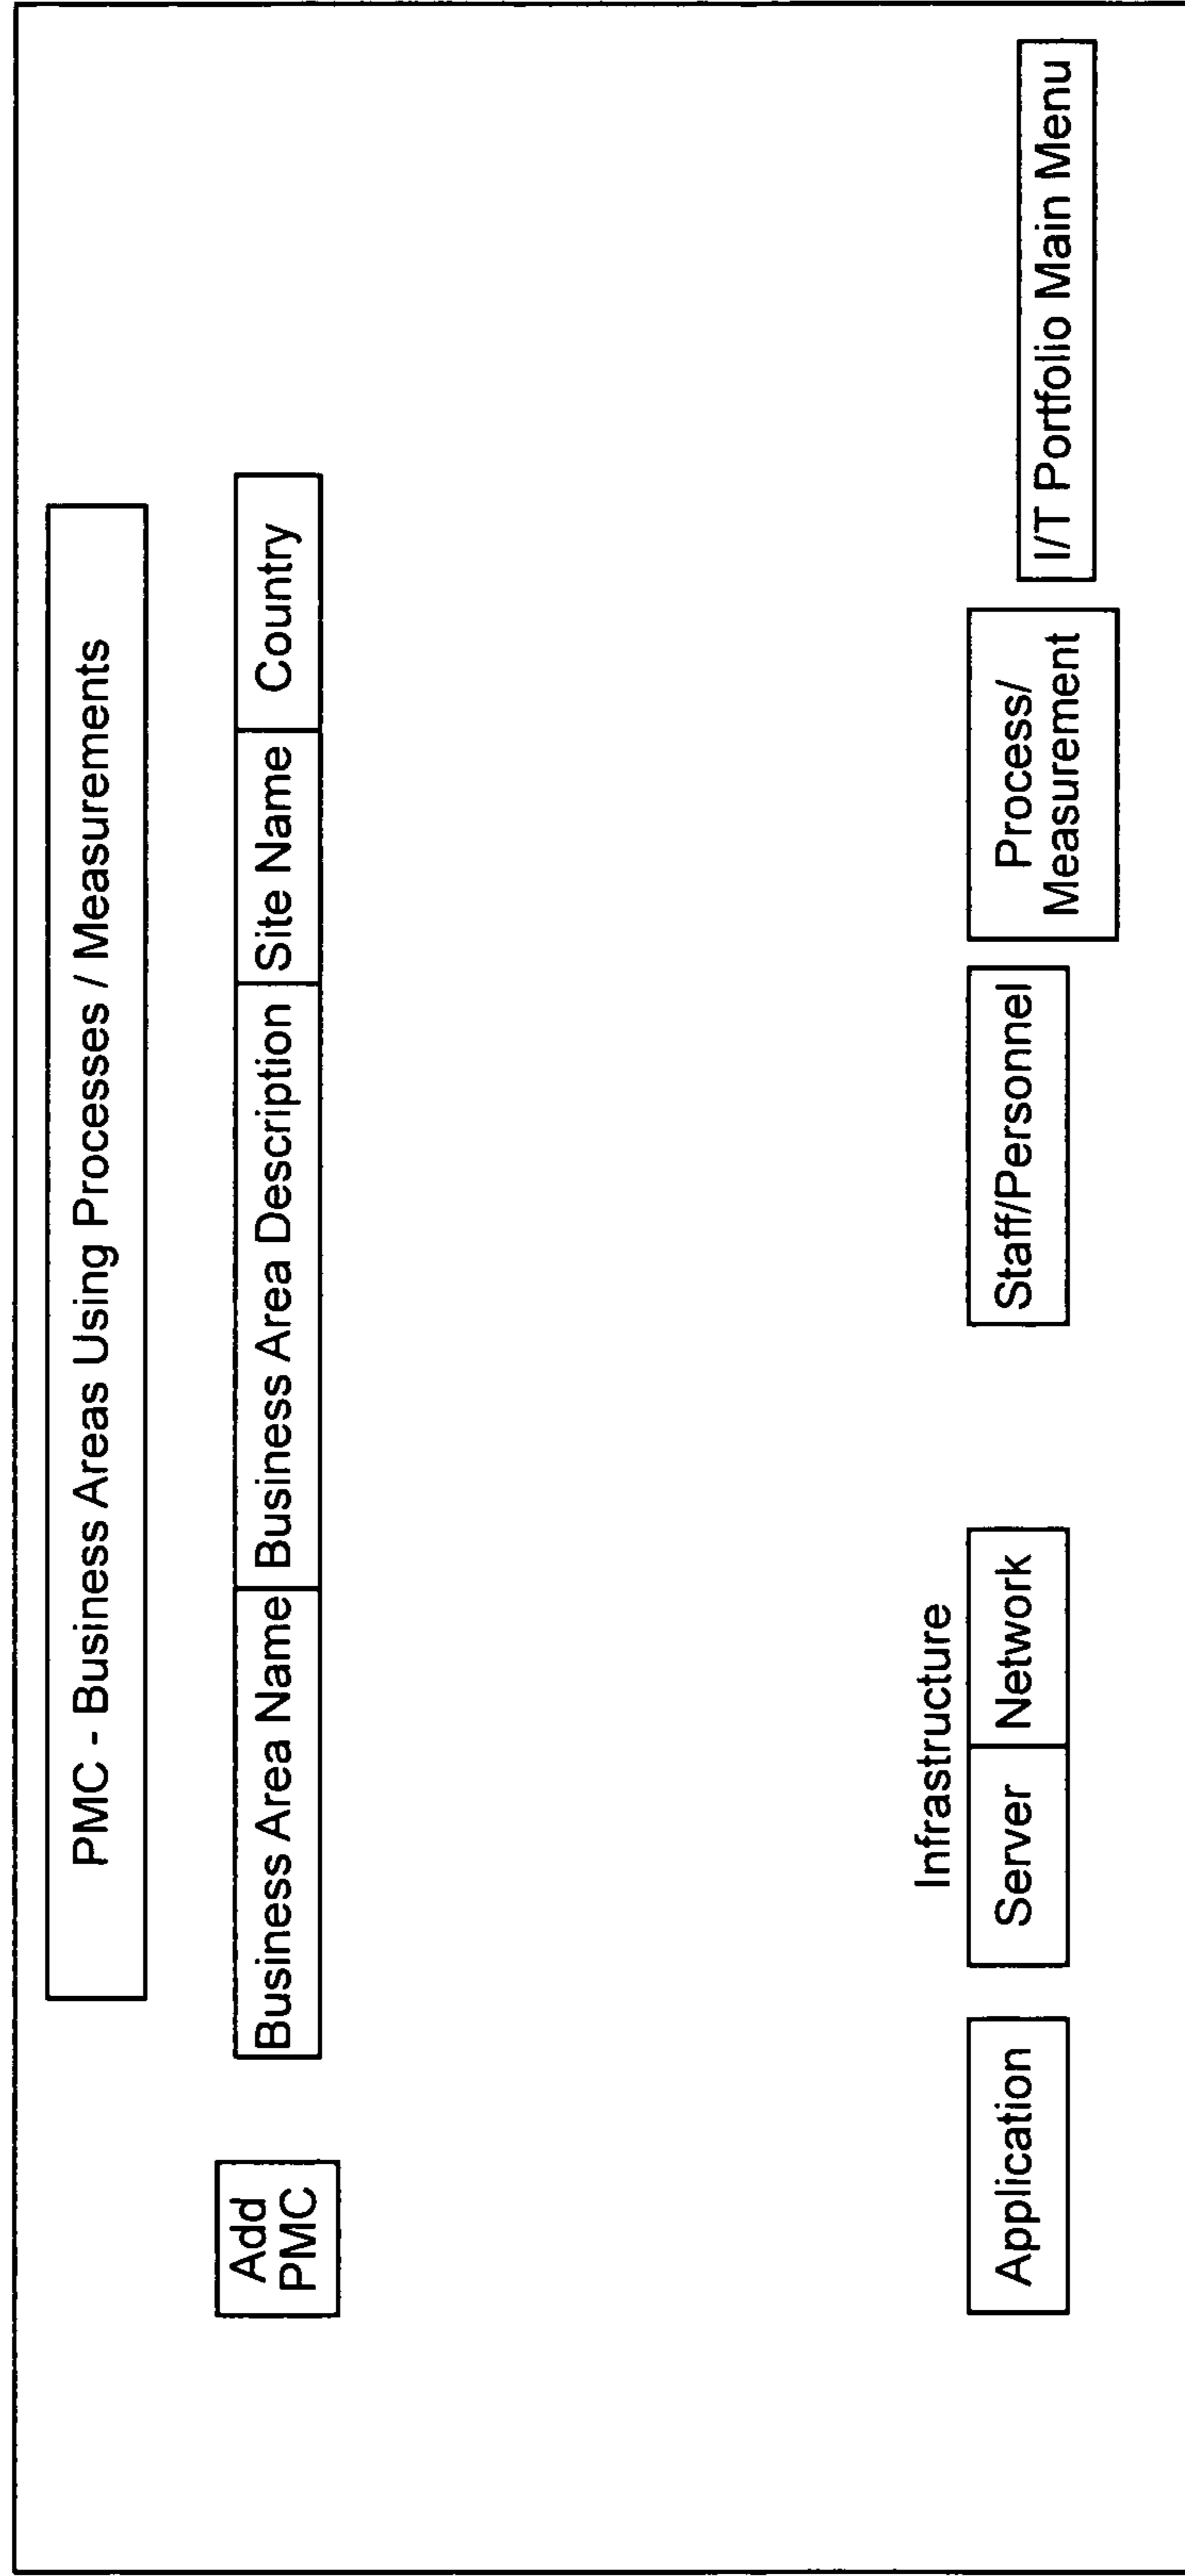 PMC - Business Areas Using Processes / Measurements
Add
PMC
Business Area Name
Business Area Description
Site Name
Country
Infrastructure
Application
Server
Network
Staff/Personnel
Process/
Measurement
I/T Portfolio Main Menu